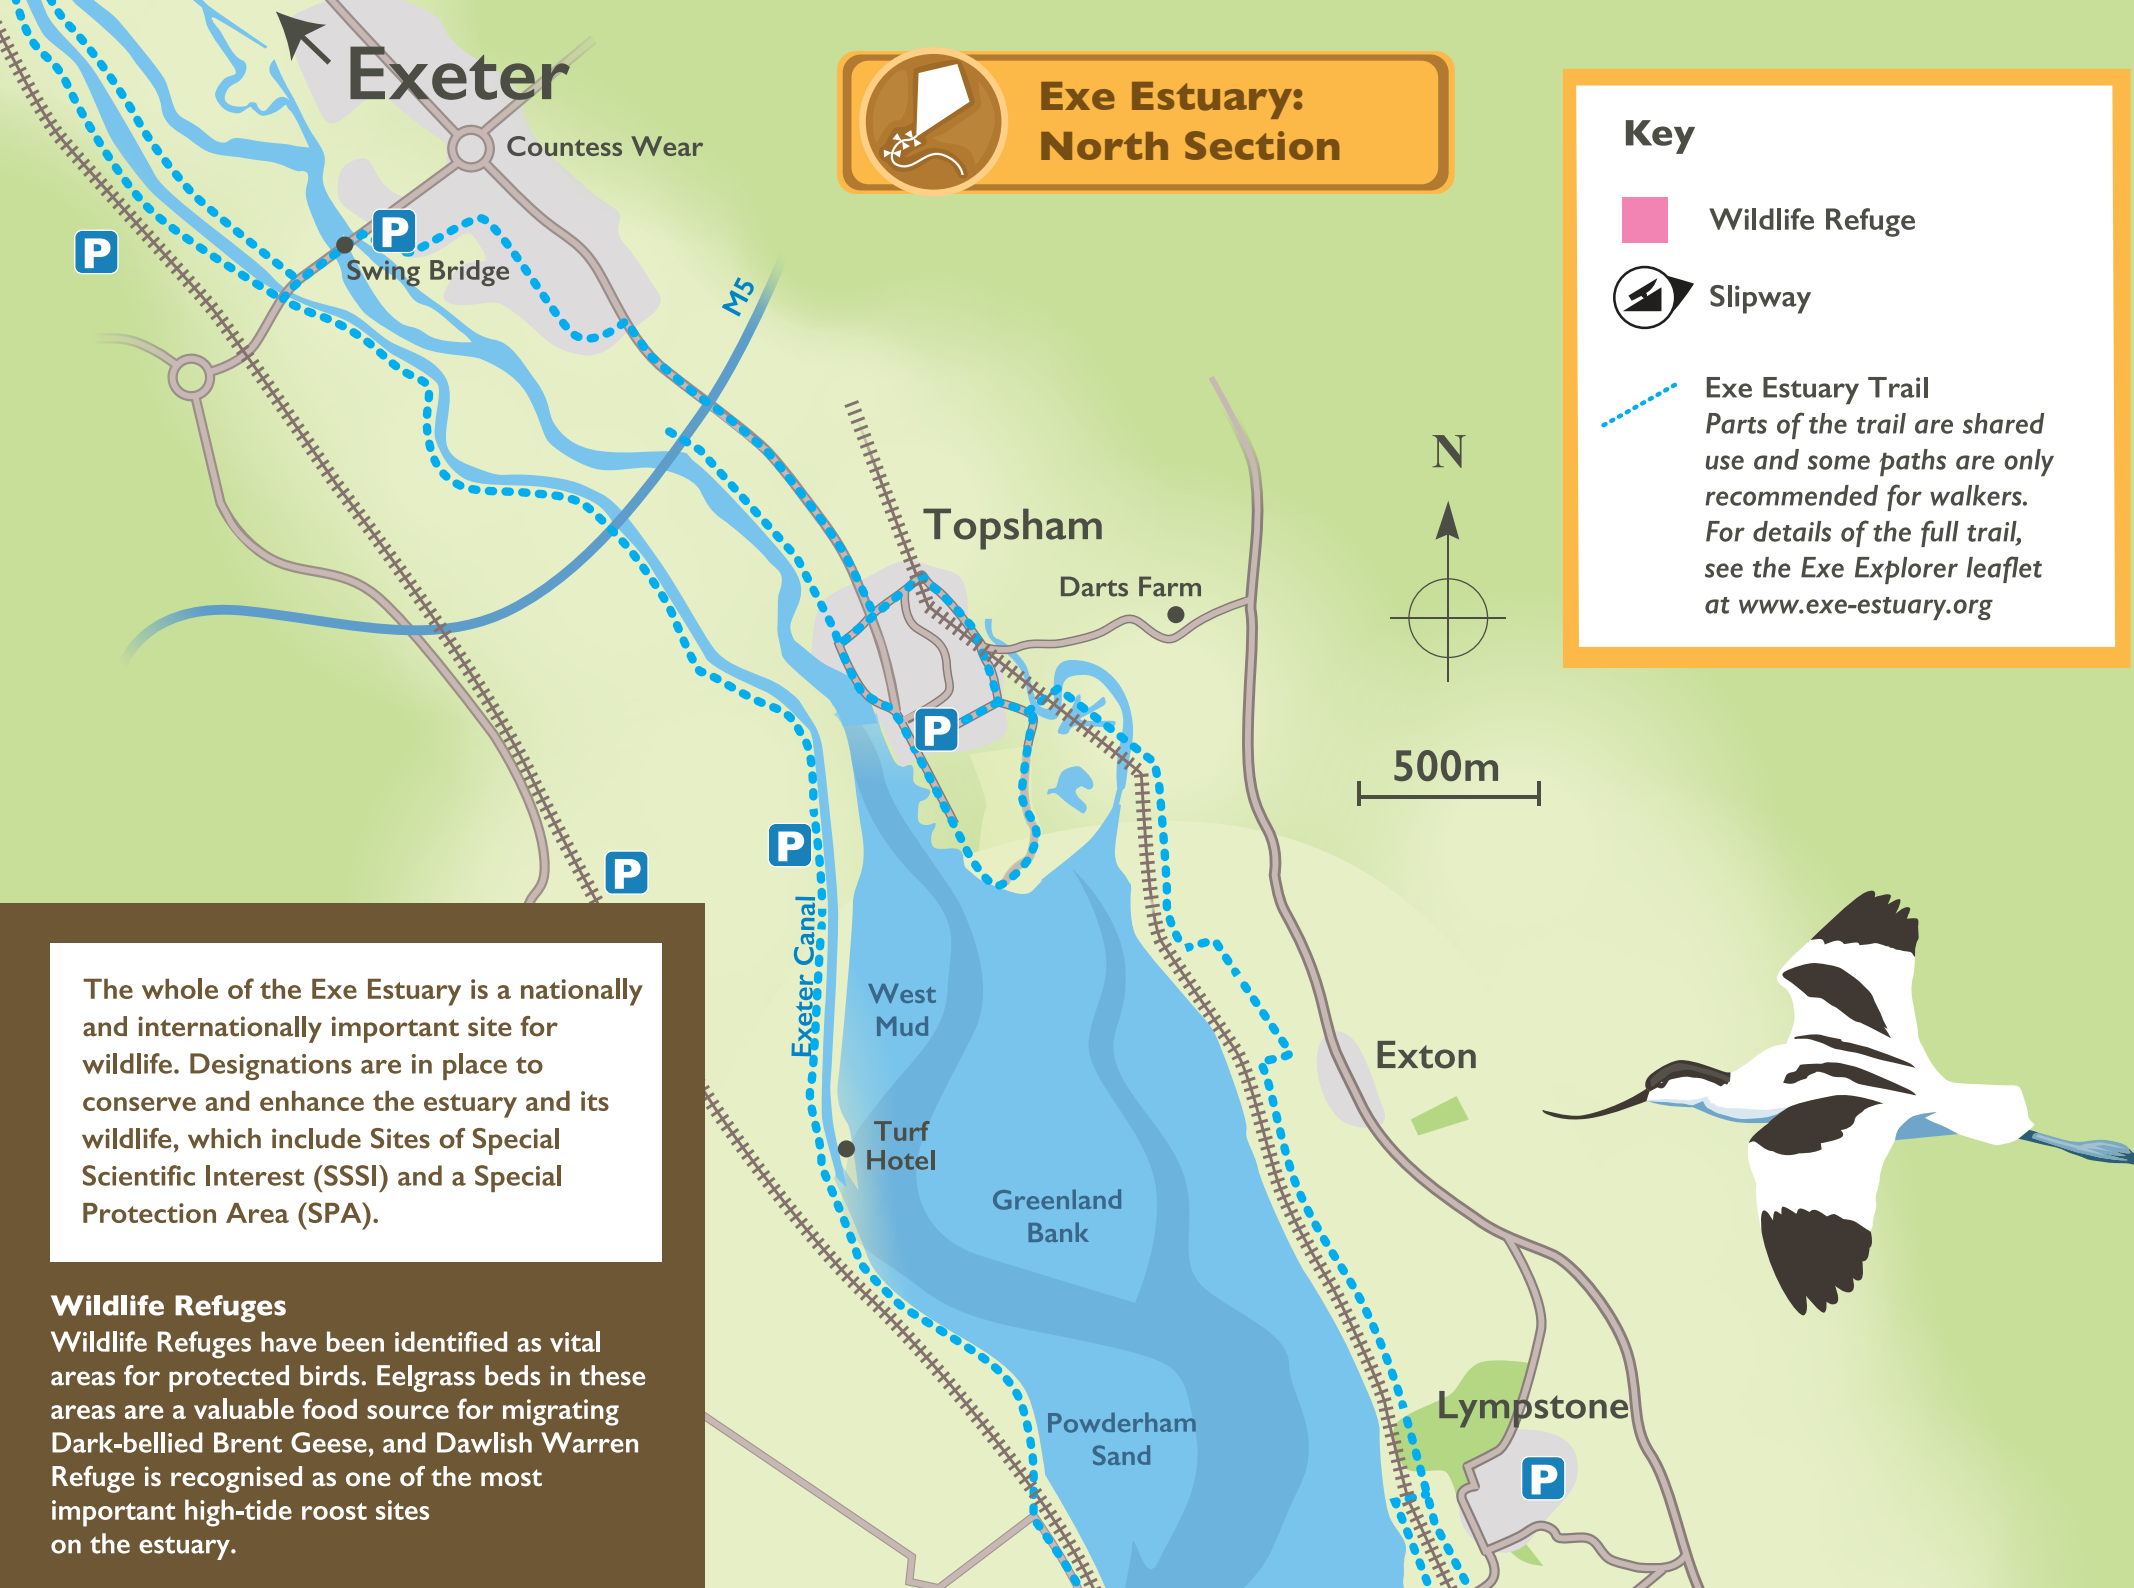 Exeter
Countess Wear
P
P
Swing Bridge
M5
Exe Estuary:
North Section
Key
Wildlife Refuge
Slipway
Exe Estuary Trail
Parts of the trail are shared
use and some paths are only
recommended for walkers.
For details of the full trail,
see the Exe Explorer leaflet
at www.exe-estuary.org
N
500m
Topsham
Darts Farm
P
P
P
Exeter Canal
West
Mud
Turf
Hotel
Greenland
Bank
Exton
Powderham
Sand
Lympstone
P
The whole of the Exe Estuary is a nationally
and internationally important site for
wildlife. Designations are in place to
conserve and enhance the estuary and its
wildlife, which include Sites of Special
Scientific Interest (SSSI) and a Special
Protection Area (SPA).
Wildlife Refuges
Wildlife Refuges have been identified as vital
areas for protected birds. Eelgrass beds in these
areas are a valuable food source for migrating
Dark-bellied Brent Geese, and Dawlish Warren
Refuge is recognised as one of the most
important high-tide roost sites
on the estuary.